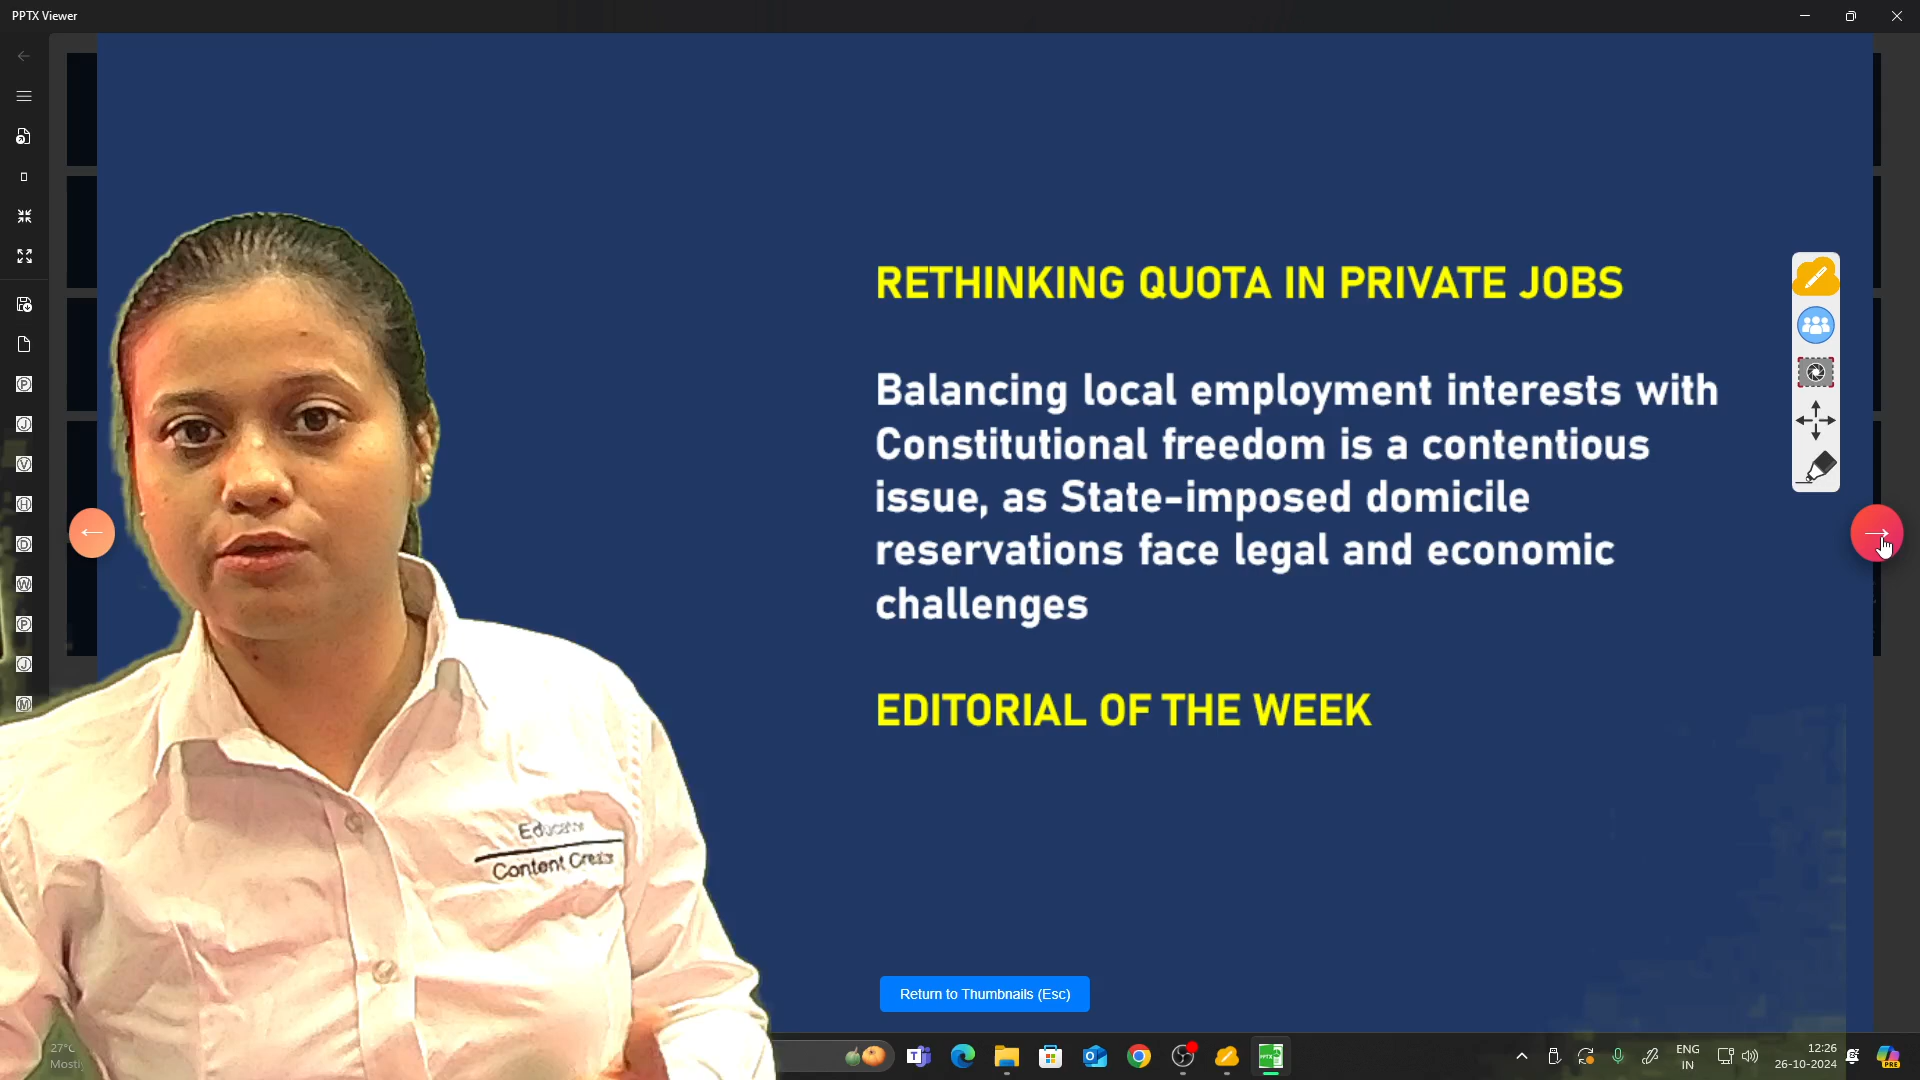 PPTX Viewer
RETHINKING QUOTA IN PRIVATE JOBS
Balancing local employment interests with
Constitutional freedom is a contentious
issue, as State-imposed domicile
reservations face legal and economic
challenges
EDITORIAL OF THE WEEK
Educator
Content Creator
Return to Thumbnails (Esc)
27°C
ENG
IN
12:26
26-10-2024